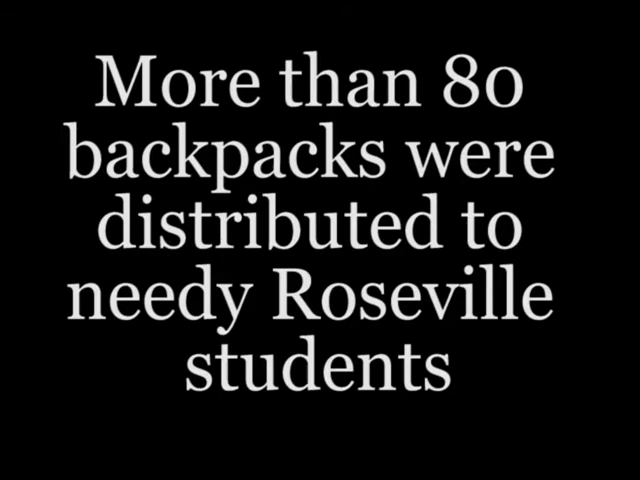 More than 80
backpacks were
distributed to
needy Roseville
students